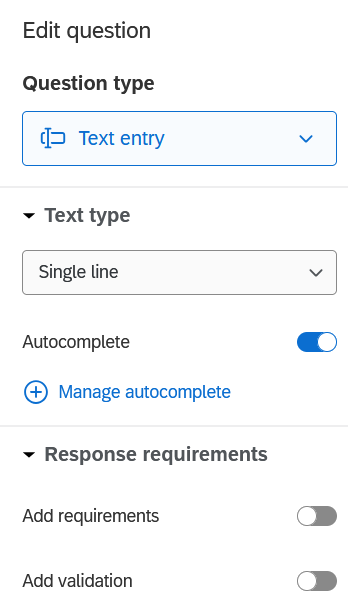 Edit question
Question type
Text entry
Text type
Single line
Autocomplete
Manage autocomplete
Response requirements
Add requirements
Add validation